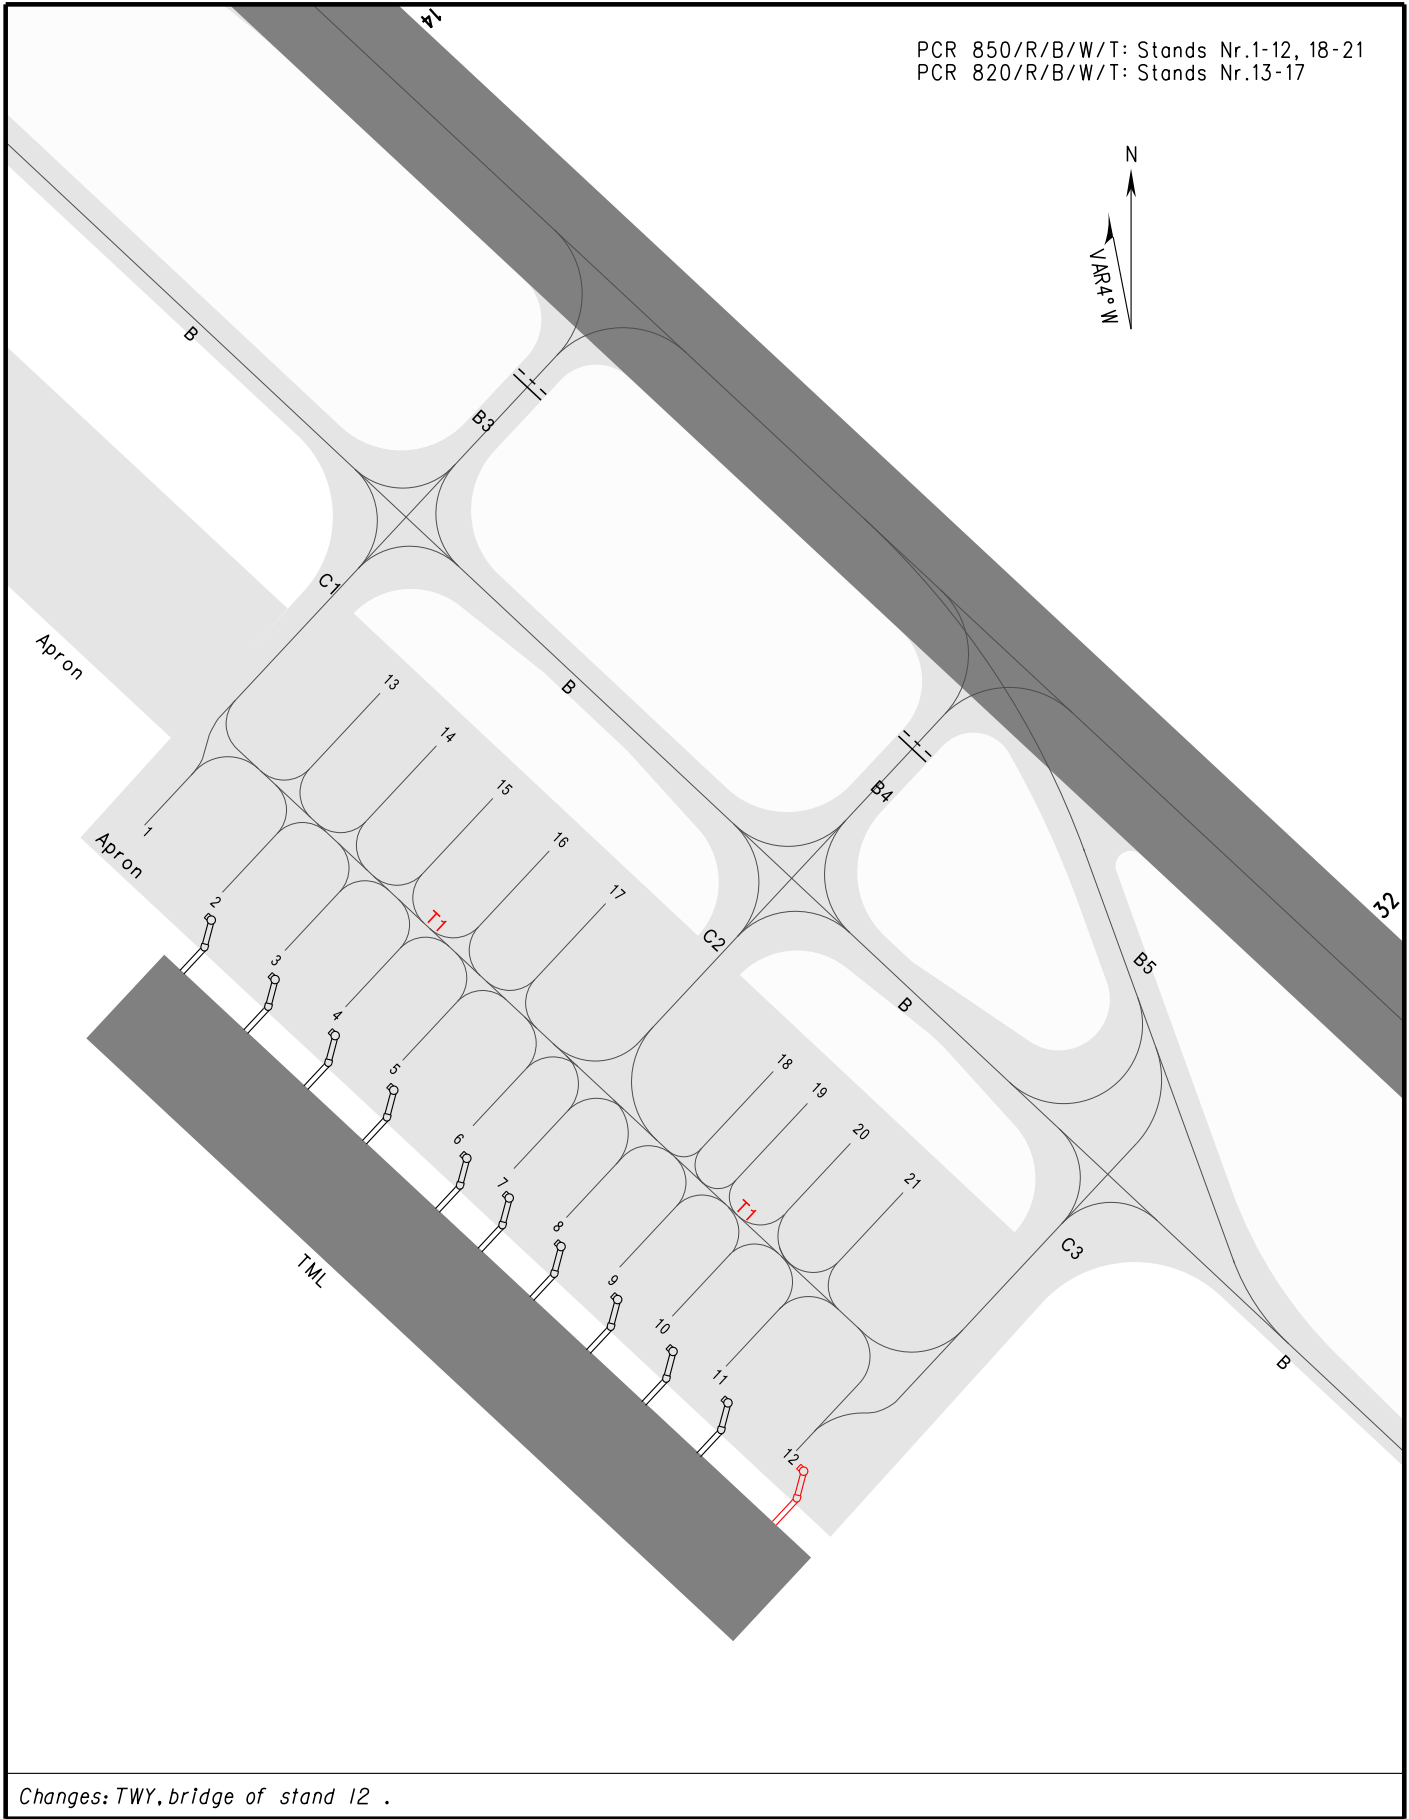 14
PCR 850/R/B/W/T: Stands Nr.1-12, 18-21
PCR 820/R/B/W/T: Stands Nr.13-17
N
VAR4°W
B
B3
C1
Apron
13
B
14
15
B4
1
Apron
16
17
2
T1
32
C2
3
B5
B
4
18
5
19
20
6
21
7
T1
8
C3
TML
9
10
B
11
12
Changes: TWY, bridge of stand 12 .